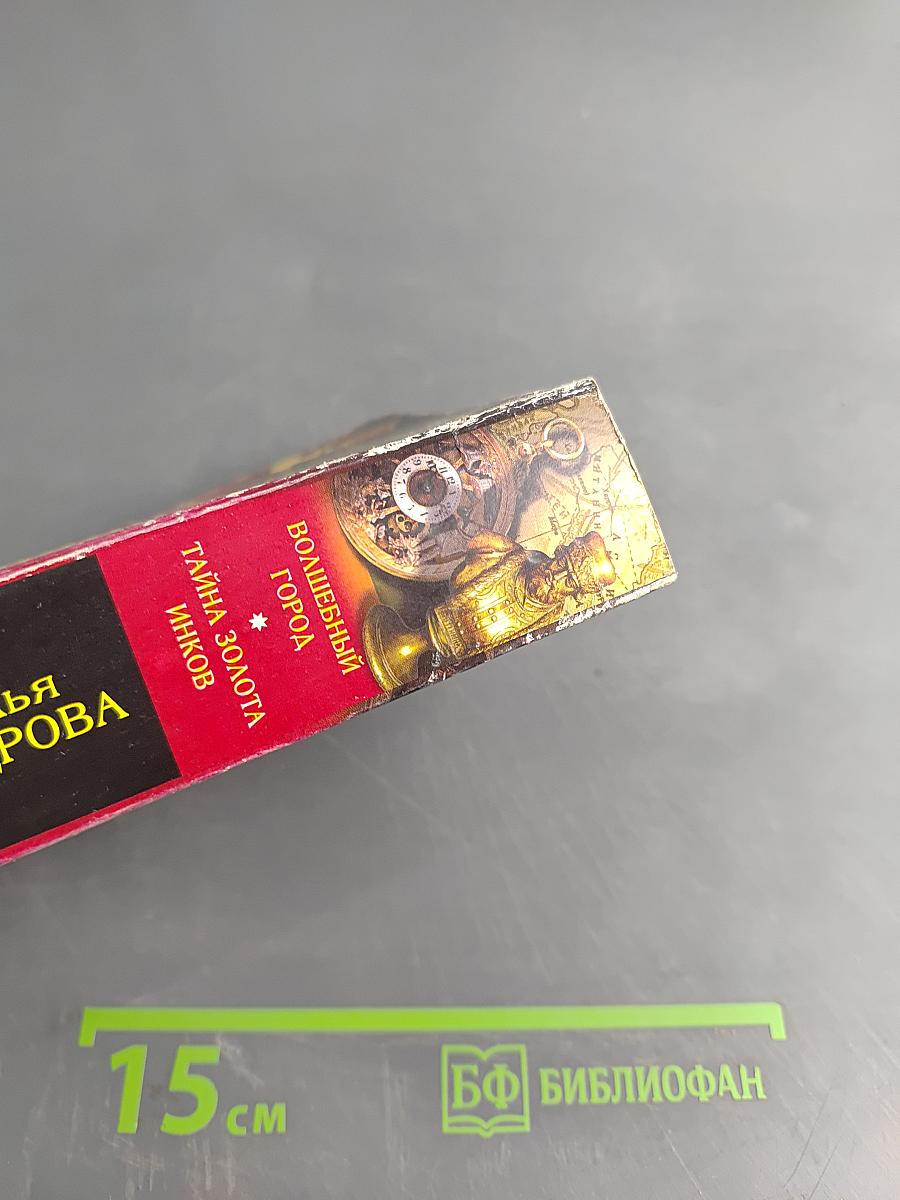 ВОЛШЕБНЫЙ
ГОРОД
ТАЙНА ЗОЛОТА
ИНКОВ
ья
РОВА
15 см
БФ БИБЛИОФАН